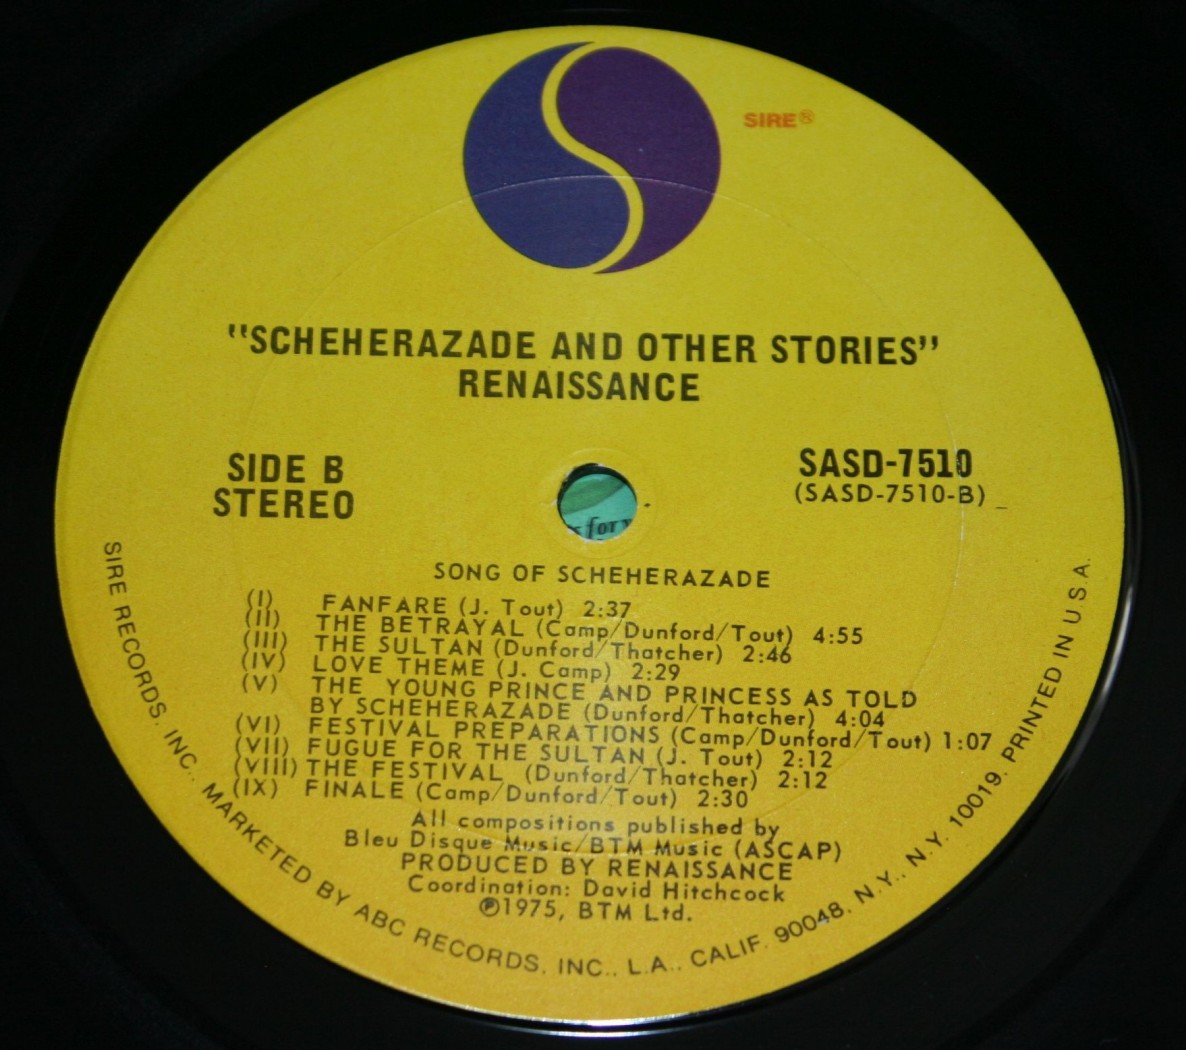 SIRE®
"SCHEHERAZADE AND OTHER STORIES"
RENAISSANCE
SIDE B
STEREO
SASD-7510
(SASD-7510-B)
SONG OF SCHEHERAZADE
(I) FANFARE (J. Tout) 2:37
(II) THE BETRAYAL (Camp/Dunford/Tout) 4:55
(III) THE SULTAN (Dunford/Thatcher) 2:46
(IV) LOVE THEME (J. Camp) 2:29
(V) THE YOUNG PRINCE AND PRINCESS AS TOLD
BY SCHEHERAZADE (Dunford/Thatcher) 4:04
(VI) FESTIVAL PREPARATIONS (Camp/Dunford/Tout) 1:07
(VII) FUGUE FOR THE SULTAN (J. Tout) 2:12
(VIII) THE FESTIVAL (Dunford/Thatcher) 2:12
(IX) FINALE (Camp/Dunford/Tout) 2:30
All compositions published by
Bleu Disque Music/BTM Music (ASCAP)
PRODUCED BY RENAISSANCE
Coordination: David Hitchcock
℗1975, BTM Ltd.
SIRE RECORDS, INC., MARKETED BY ABC RECORDS, INC., L.A., CALIF. 90048. N.Y., N.Y. 10019. PRINTED IN U.S.A.